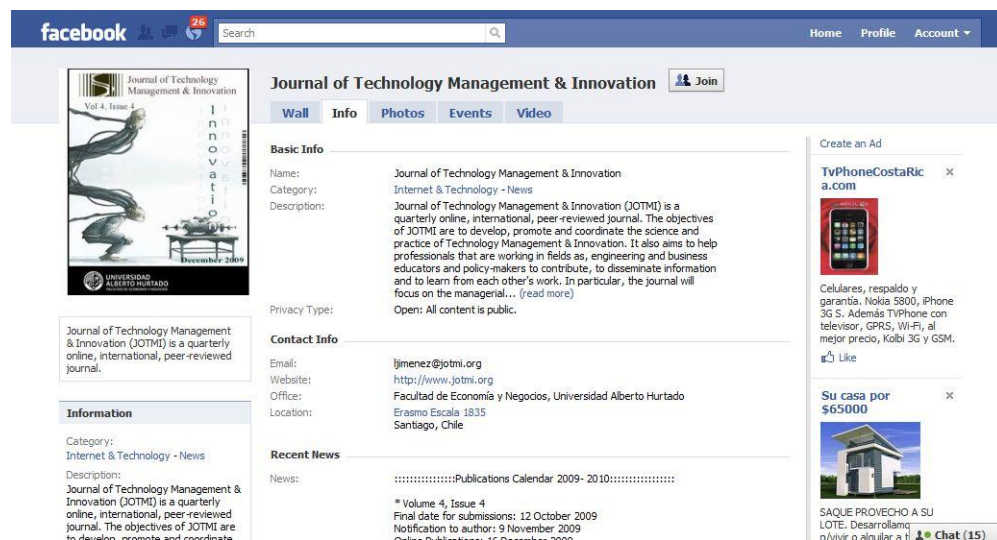 facebook
26
Search
Home Profile Account
Journal of Technology
Management & Innovation
Vol 4, Issue 4
Innovation
December 2009
UNIVERSIDAD
ALBERTO HURTADO
Journal of Technology Management
& Innovation (JOTMI) is a quarterly
online, international, peer-reviewed
journal.
Information
Category:
Internet & Technology - News
Description:
Journal of Technology Management &
Innovation (JOTMI) is a quarterly
online, international, peer-reviewed
journal. The objectives of JOTMI are
to develop, promote and coordinate
Journal of Technology Management & Innovation Join
Wall Info Photos Events Video
Basic Info
Name: Journal of Technology Management & Innovation
Category: Internet & Technology - News
Description: Journal of Technology Management & Innovation (JOTMI) is a
quarterly online, international, peer-reviewed journal. The objectives
of JOTMI are to develop, promote and coordinate the science and
practice of Technology Management & Innovation. It also aims to help
professionals that are working in fields as, engineering and business
educators and policy-makers to contribute, to disseminate information
and to learn from each other's work. In particular, the journal will
focus on the managerial... (read more)
Privacy Type: Open: All content is public.
Contact Info
Email: ljimenez@jotmi.org
Website: http://www.jotmi.org
Office: Facultad de Economía y Negocios, Universidad Alberto Hurtado
Location: Erasmo Escala 1835
Santiago, Chile
Recent News
News: :::::::::::::::::Publications Calendar 2009- 2010::::::::::::::::::
* Volume 4, Issue 4
Final date for submissions: 12 October 2009
Notification to author: 9 November 2009
Online Publications: 16 December 2009
Create an Ad
TvPhoneCostaRic
a.com
Celulares, respaldo y
garantía. Nokia 5800, iPhone
3G S. Además TVPhone con
televisor, GPRS, Wi-Fi, al
mejor precio, Kolbi 3G y GSM.
Like
Su casa por
$65000
SAQUE PROVECHO A SU
LOTE. Desarrollamo
p/vivir o alquilar a t
Chat (15)